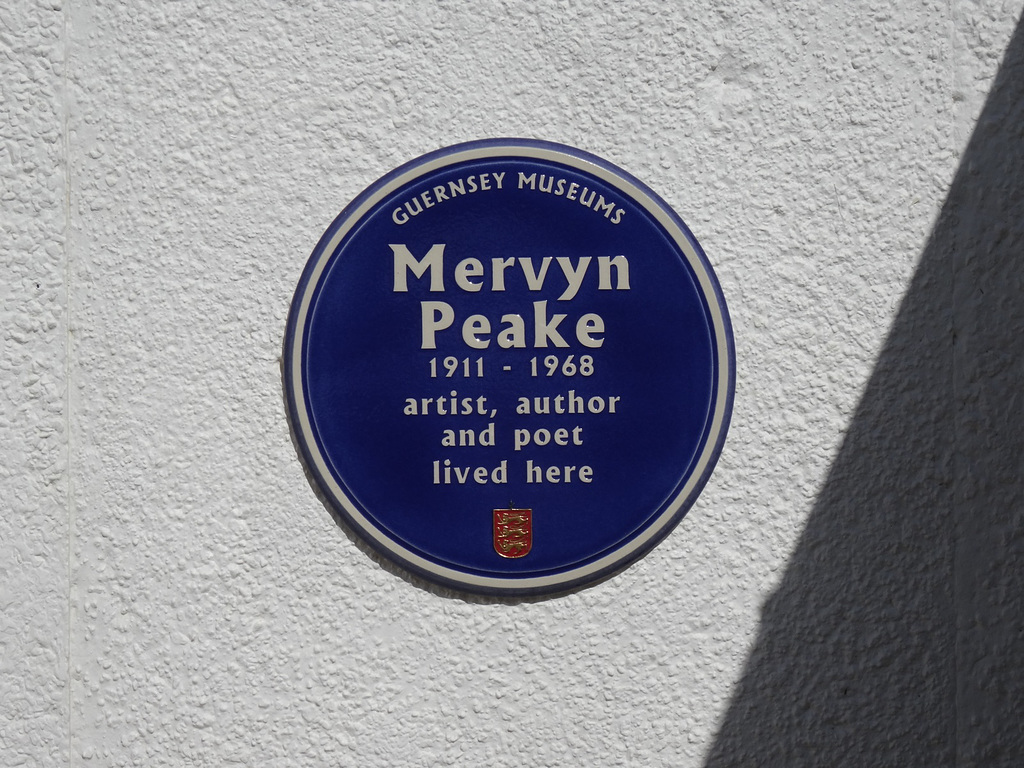 GUERNSEY MUSEUMS
Mervyn
Peake
1911 - 1968
artist, author
and poet
lived here